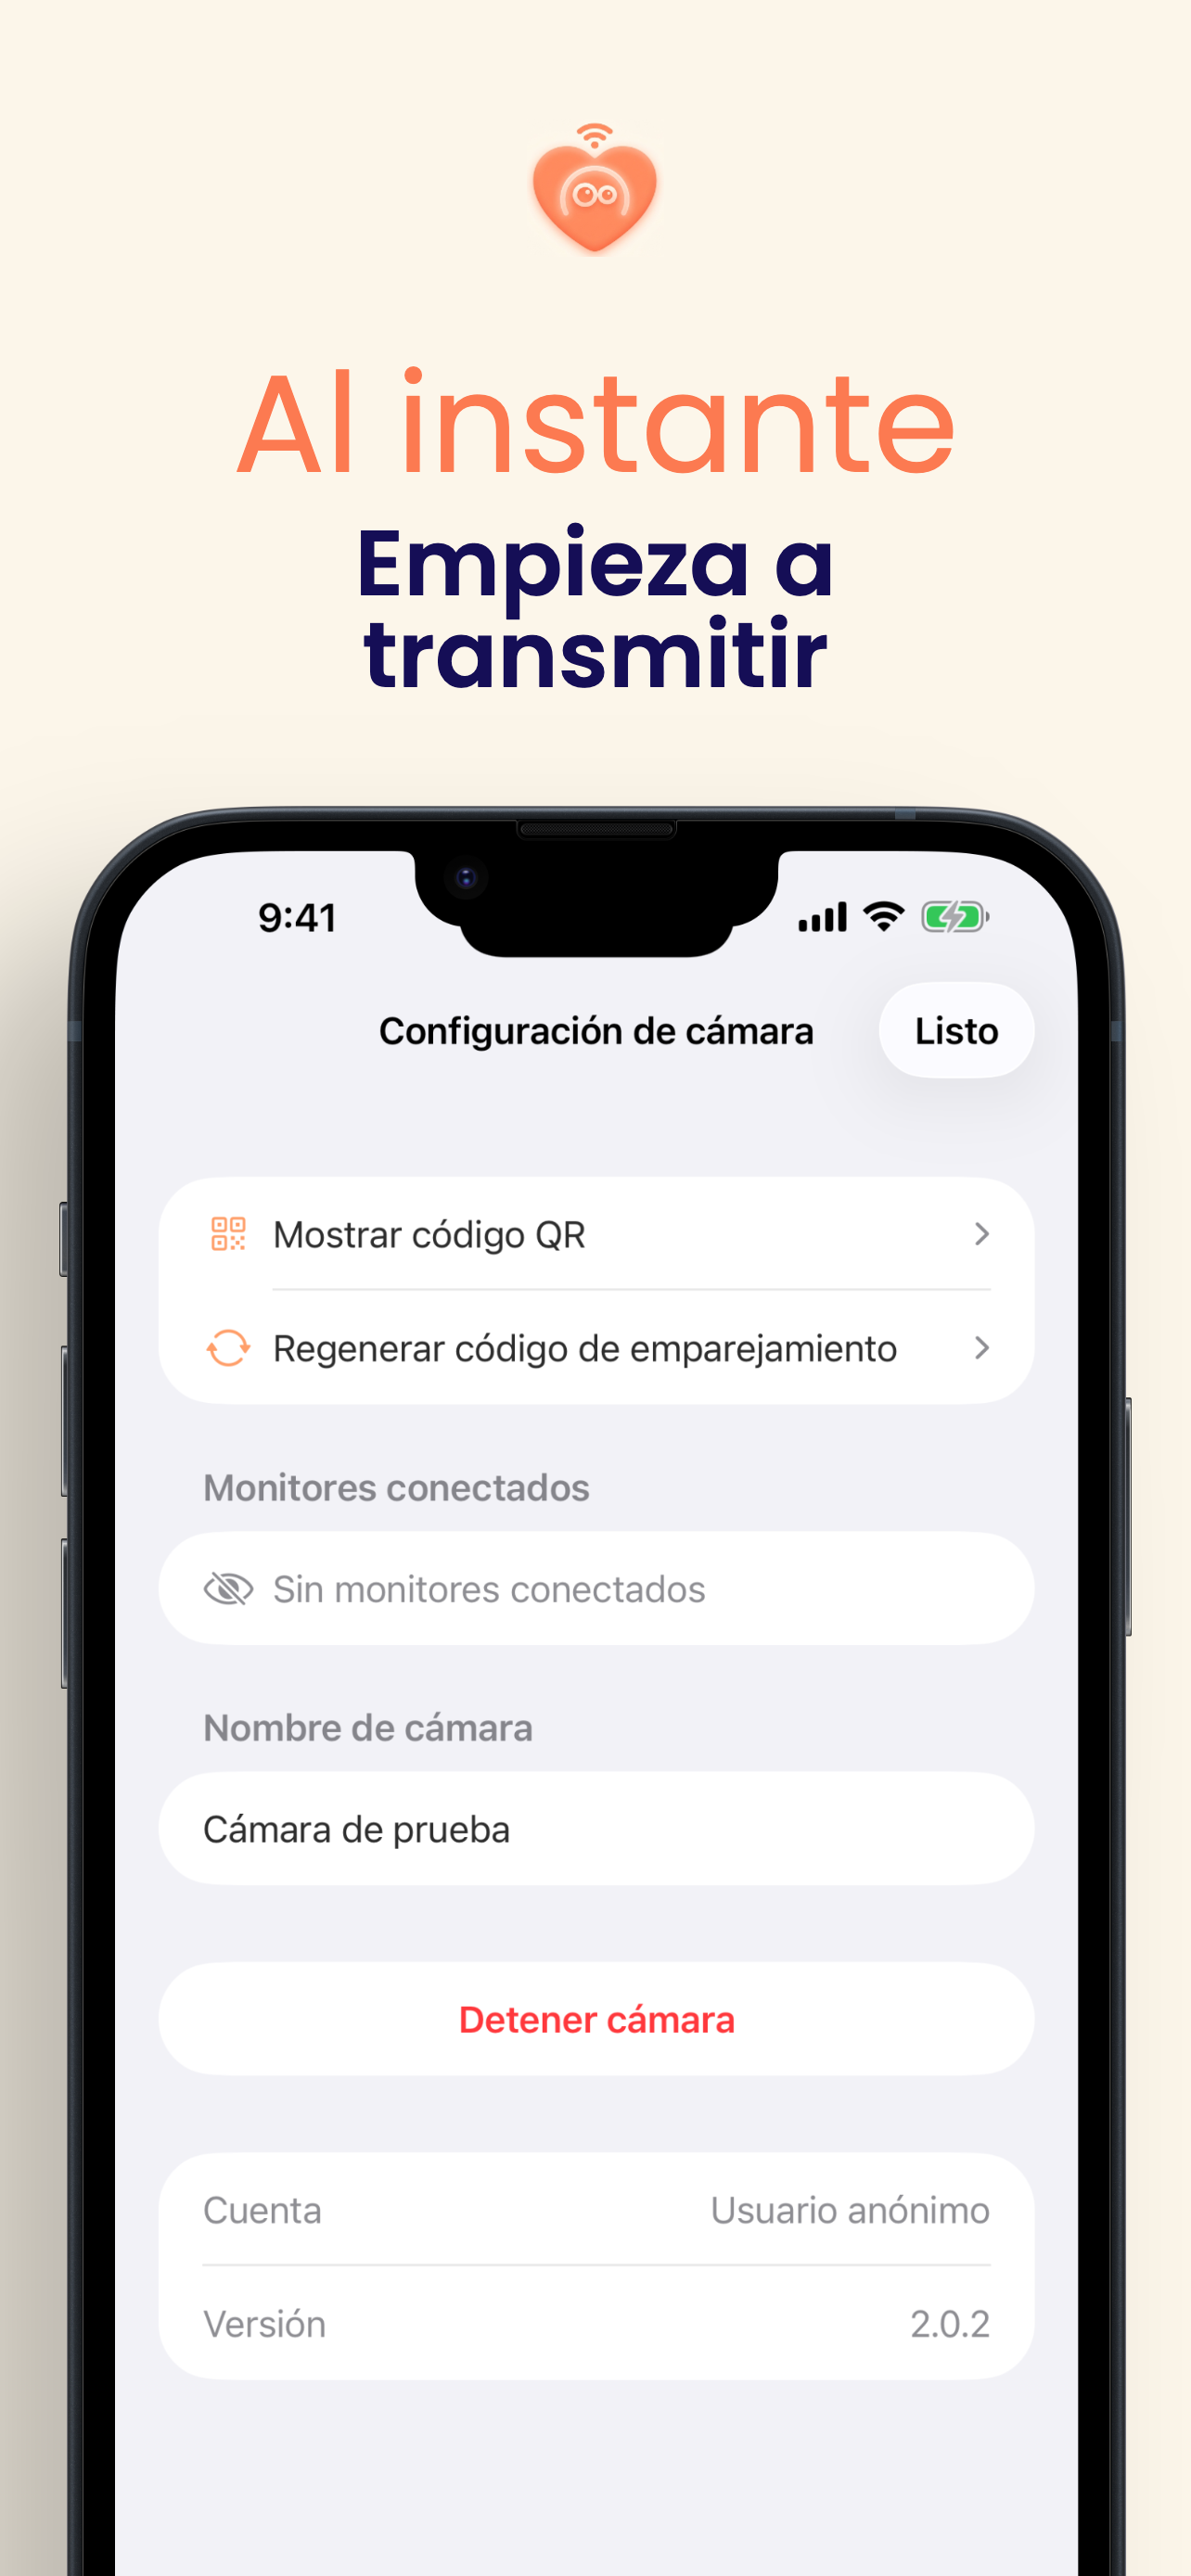 Al instante
Empieza a
transmitir
9:41
Configuración de cámara
Listo
Mostrar código QR
Regenerar código de emparejamiento
Monitores conectados
Sin monitores conectados
Nombre de cámara
Cámara de prueba
Detener cámara
Cuenta
Usuario anónimo
Versión
2.0.2